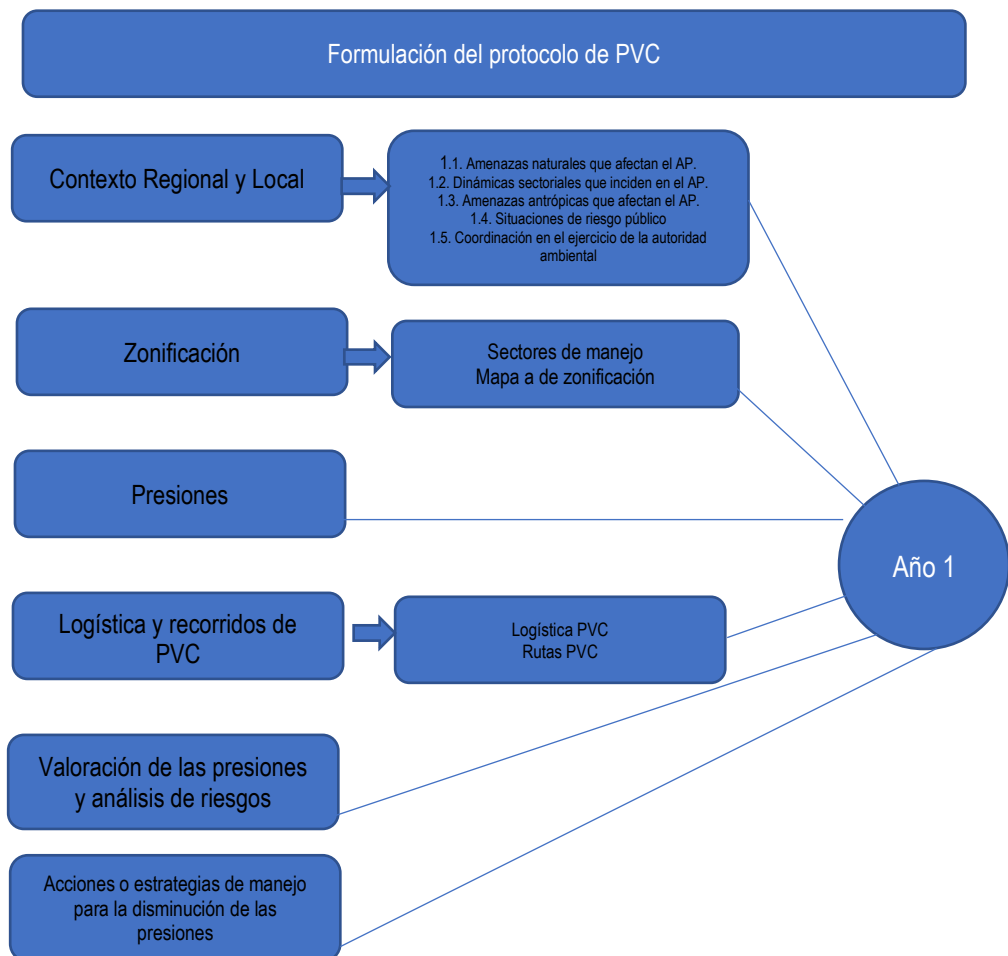 Formulación del protocolo de PVC
Contexto Regional y Local
1.1. Amenazas naturales que afectan el AP.
1.2. Dinámicas sectoriales que inciden en el AP.
1.3. Amenazas antrópicas que afectan el AP.
1.4. Situaciones de riesgo público
1.5. Coordinación en el ejercicio de la autoridad
ambiental
Zonificación
Sectores de manejo
Mapa a de zonificación
Presiones
Año 1
Logística y recorridos de
PVC
Logística PVC
Rutas PVC
Valoración de las presiones
y análisis de riesgos
Acciones o estrategias de manejo
para la disminución de las
presiones